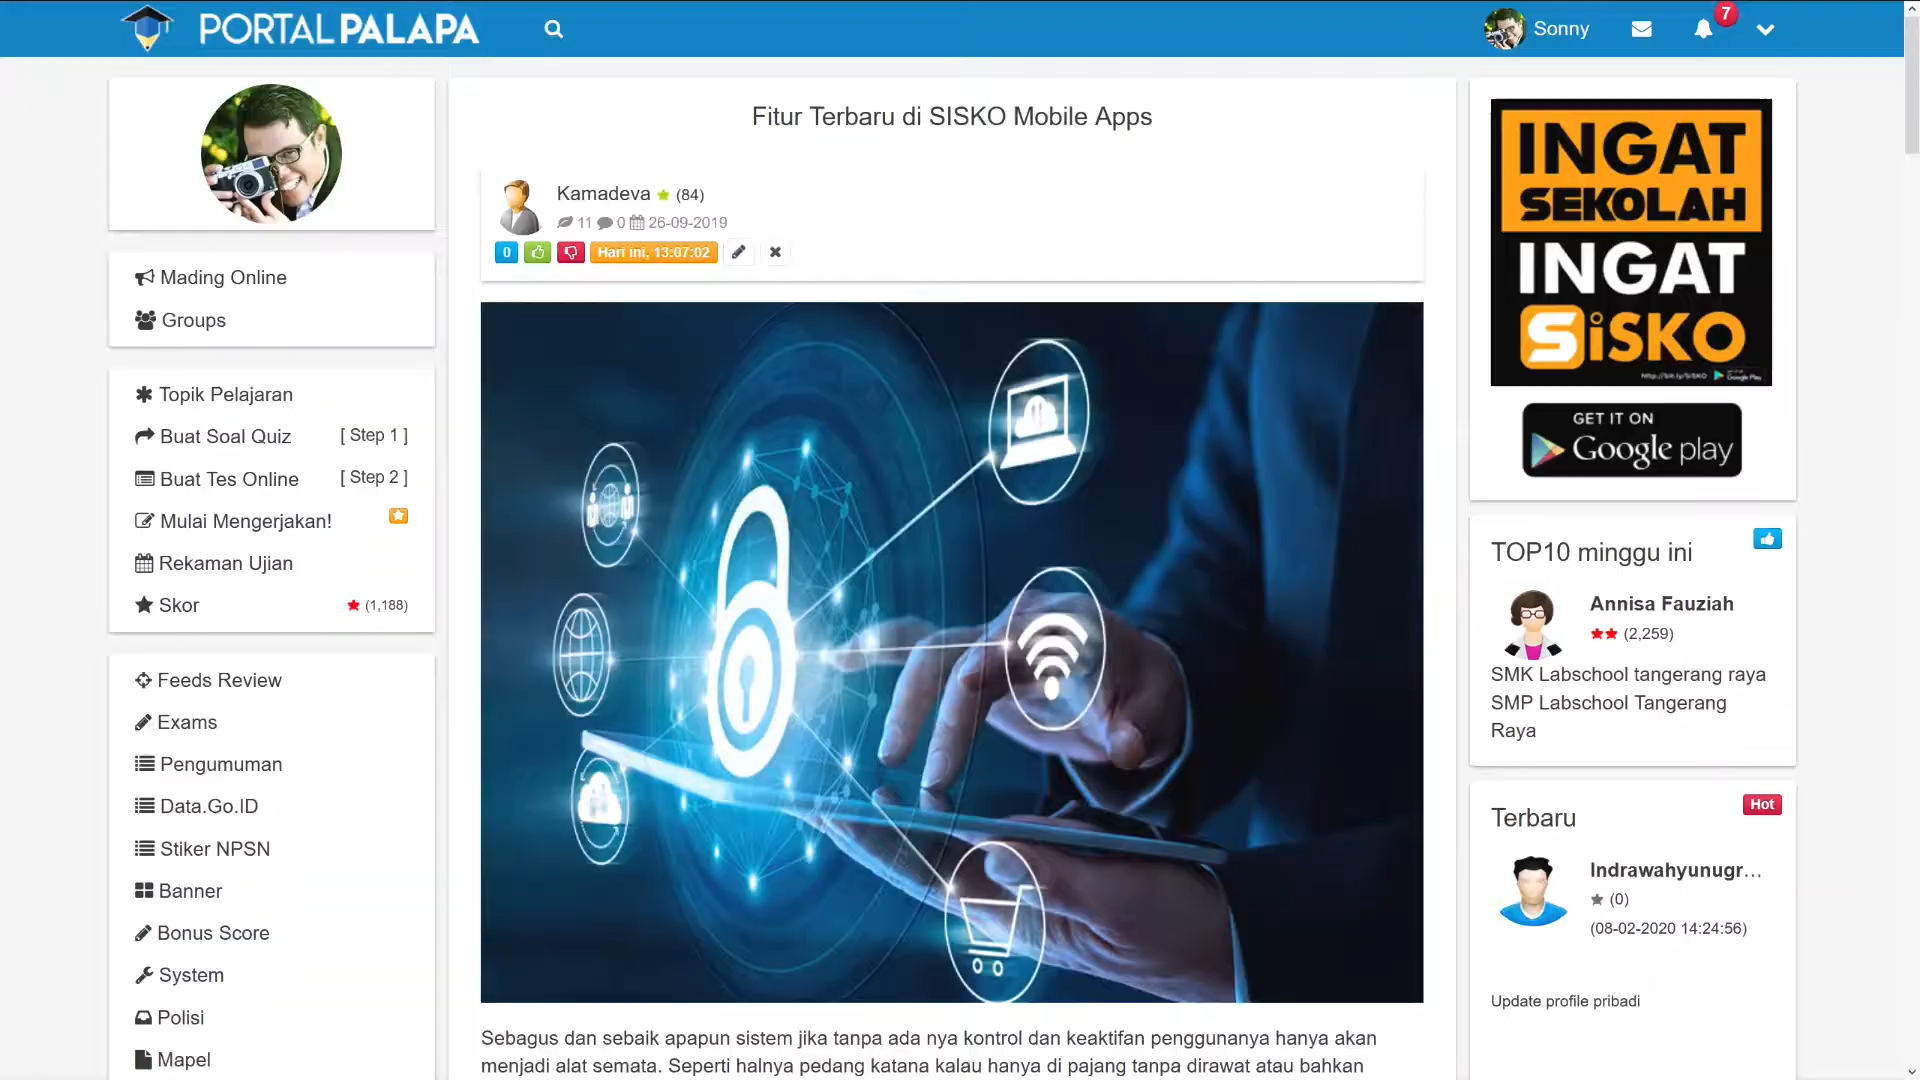 PORTAL PALAPA
Sonny
7
Mading Online
Groups
Topik Pelajaran
Buat Soal Quiz [ Step 1 ]
Buat Tes Online [ Step 2 ]
Mulai Mengerjakan!
Rekaman Ujian
Skor (1,188)
Feeds Review
Exams
Pengumuman
Data.Go.ID
Stiker NPSN
Banner
Bonus Score
System
Polisi
Mapel
Fitur Terbaru di SISKO Mobile Apps
Kamadeva (84)
11 0 26-09-2019
0 Hari ini, 13:07:02
Sebagus dan sebaik apapun sistem jika tanpa ada nya kontrol dan keaktifan penggunanya hanya akan
menjadi alat semata. Seperti halnya pedang katana kalau hanya di pajang tanpa dirawat atau bahkan
INGAT
SEKOLAH
INGAT
SiSKO
Google Play
GET IT ON
Google play
TOP10 minggu ini
Annisa Fauziah
(2,259)
SMK Labschool tangerang raya
SMP Labschool Tangerang
Raya
Hot
Terbaru
Indrawahyunugr...
(0)
(08-02-2020 14:24:56)
Update profile pribadi